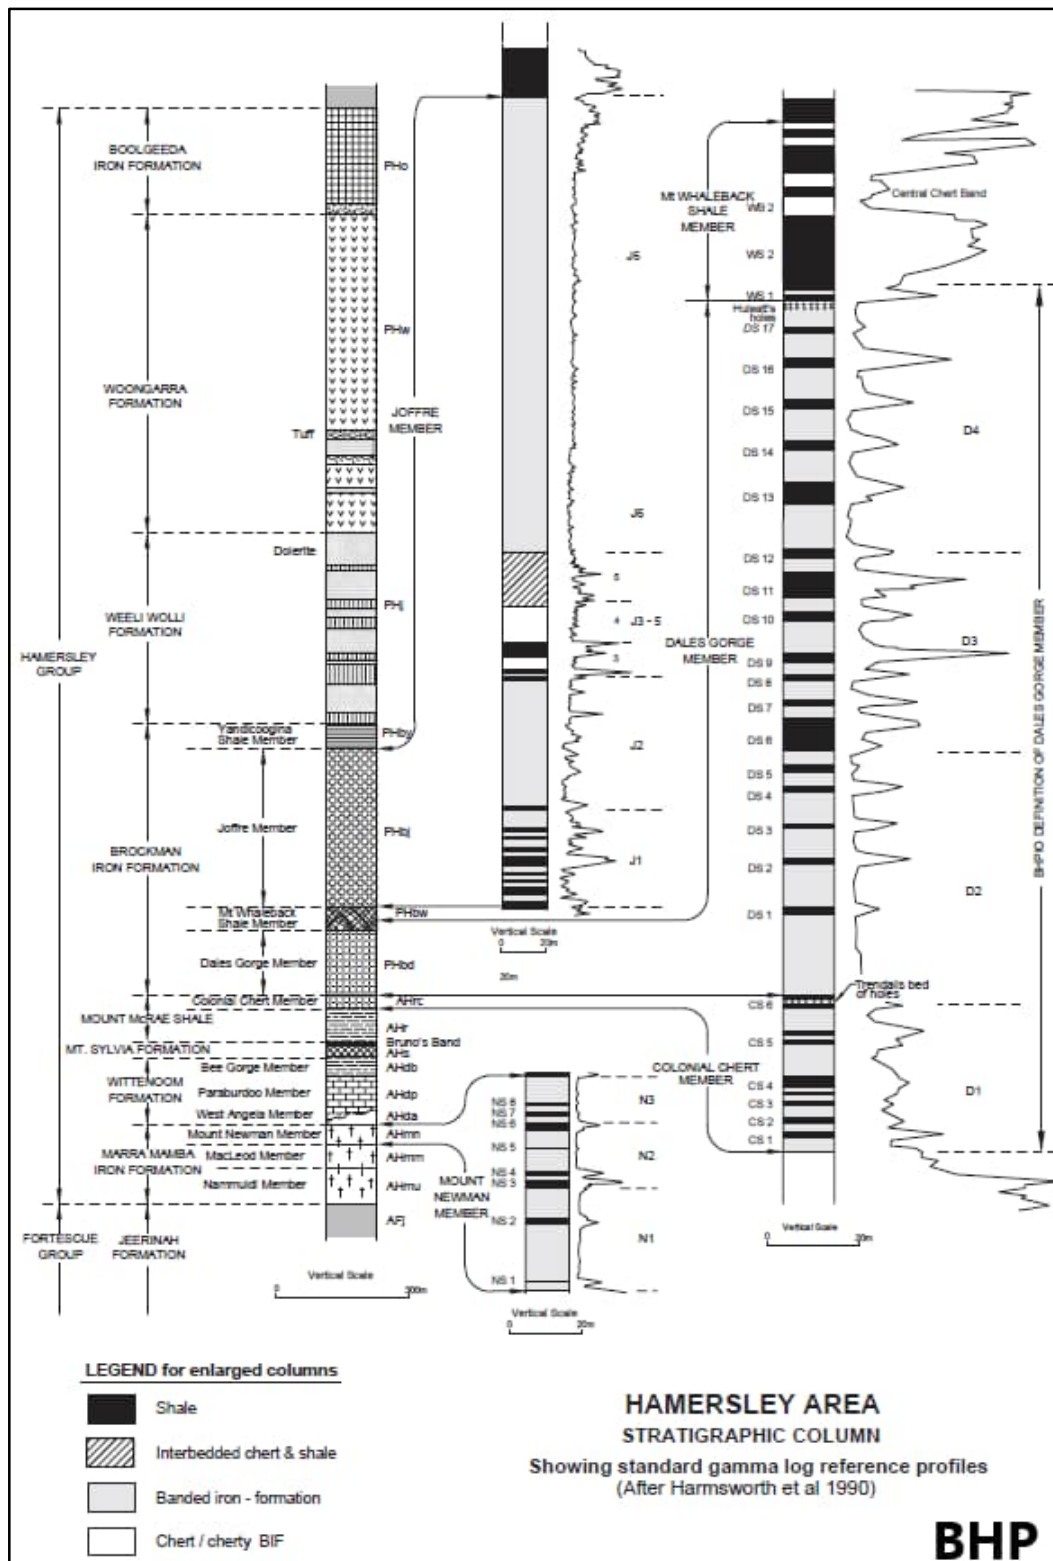 BOOLGEEDA
IRON FORMATION
WOONGARRA
FORMATION
WEELI WOLLI
FORMATION
HAMERSLEY
GROUP
BROCKMAN
IRON FORMATION
MOUNT McRAE SHALE
MT. SYLVIA FORMATION
WITTENOOM
FORMATION
MARRA MAMBA
IRON FORMATION
FORTESCUE
GROUP
JEERINAH
FORMATION
Tuff
Dolerite
Yandicoogina
Shale Member
Joffre Member
Mt Whaleback
Shale Member
Dales Gorge Member
Colonial Chert Member
Bruno's Band
Bee Gorge Member
Paraburdoo Member
West Angela Member
Mount Newman Member
MacLeod Member
Nammuldi Member
PHo
PHw
PHj
PHby
PHbj
PHbw
PHbd
AHrc
AHr
AHs
AHdb
AHdp
AHda
AHmn
AHmm
AHmu
AFj
Vertical Scale
0 300m
JOFFRE
MEMBER
J6
J6
5
4
J3 - 5
3
J2
J1
Vertical Scale
0 20m
20m
MOUNT
NEWMAN
MEMBER
NS 8
NS 7
NS 6
NS 5
NS 4
NS 3
NS 2
NS 1
N3
N2
N1
Vertical Scale
0 20m
Mt WHALEBACK
SHALE
MEMBER
DALES GORGE
MEMBER
COLONIAL CHERT
MEMBER
Central Chert Band
WS 2
WS 2
WS 1
holes
DS 17
DS 16
DS 15
DS 14
DS 13
DS 12
DS 11
DS 10
DS 9
DS 8
DS 7
DS 6
DS 5
DS 4
DS 3
DS 2
DS 1
Trendalls bed
of holes
CS 6
CS 5
CS 4
CS 3
CS 2
CS 1
D4
D3
D2
D1
BHPIO DEFINITION OF DALES GORGE MEMBER
Vertical Scale
0 20m
LEGEND for enlarged columns
Shale
Interbedded chert & shale
Banded iron - formation
Chert / cherty BIF
HAMERSLEY AREA
STRATIGRAPHIC COLUMN
Showing standard gamma log reference profiles
(After Harmsworth et al 1990)
BHP